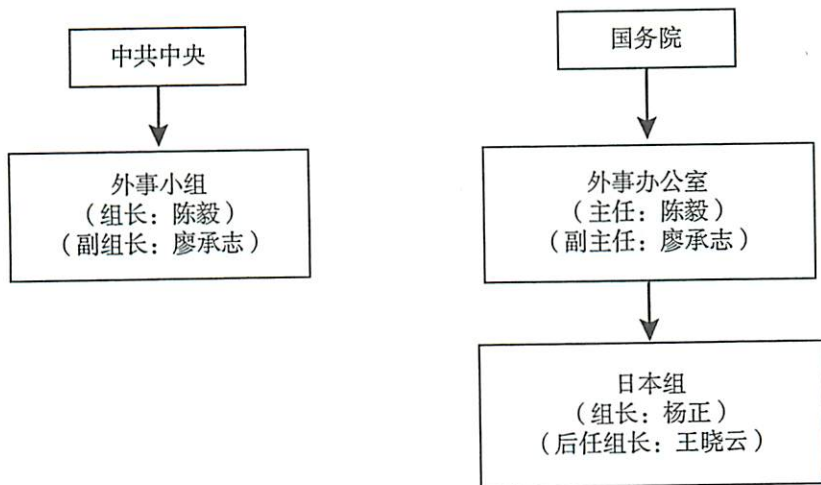 中共中央
外事小组
（组长：陈毅）
（副组长：廖承志）
国务院
外事办公室
（主任：陈毅）
（副主任：廖承志）
日本组
（组长：杨正）
（后任组长：王晓云）